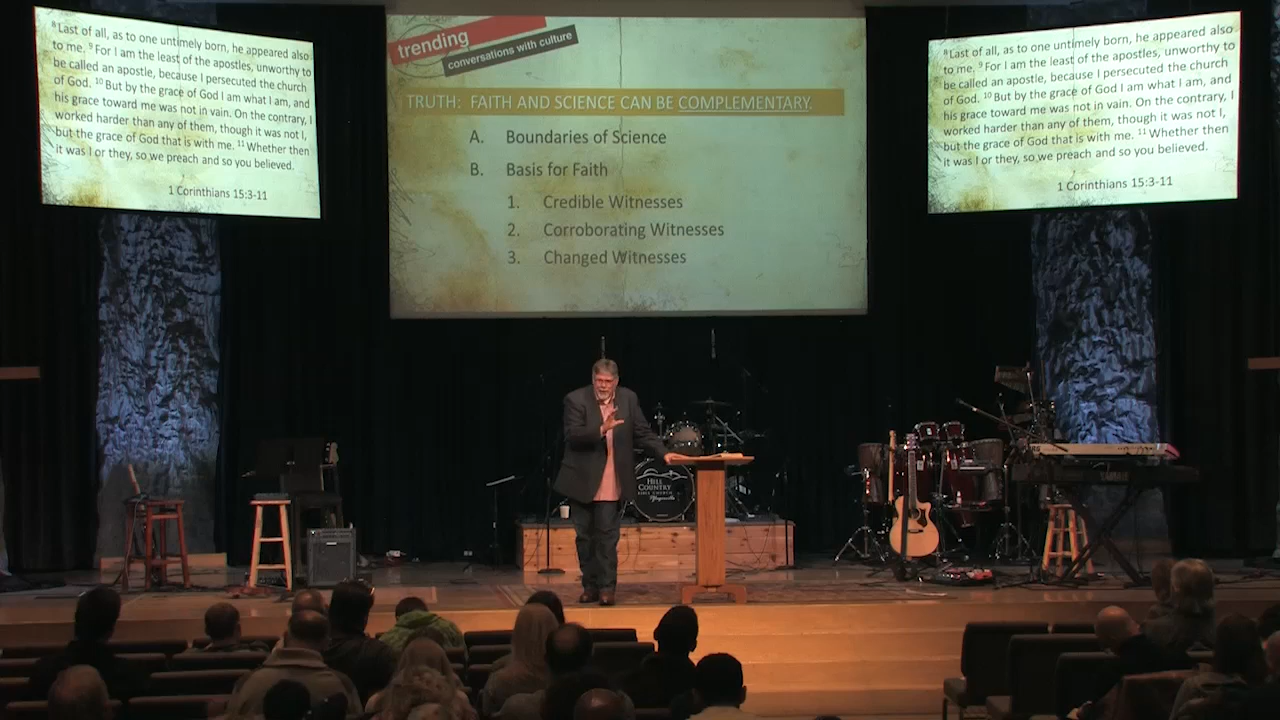 ⁸Last of all, as to one untimely born, he appeared also
to me. ⁹For I am the least of the apostles, unworthy to
be called an apostle, because I persecuted the church
of God. ¹⁰But by the grace of God I am what I am, and
his grace toward me was not in vain. On the contrary, I
worked harder than any of them, though it was not I,
but the grace of God that is with me. ¹¹Whether then
it was I or they, so we preach and so you believed.
1 Corinthians 15:3-11
trending
conversations with culture
TRUTH: FAITH AND SCIENCE CAN BE COMPLEMENTARY.
A. Boundaries of Science
B. Basis for Faith
1. Credible Witnesses
2. Corroborating Witnesses
3. Changed Witnesses
⁸Last of all, as to one untimely born, he appeared also
to me. ⁹For I am the least of the apostles, unworthy to
be called an apostle, because I persecuted the church
of God. ¹⁰But by the grace of God I am what I am, and
his grace toward me was not in vain. On the contrary, I
worked harder than any of them, though it was not I,
but the grace of God that is with me. ¹¹Whether then
it was I or they, so we preach and so you believed.
1 Corinthians 15:3-11
HILL
COUNTRY
BIBLE CHURCH